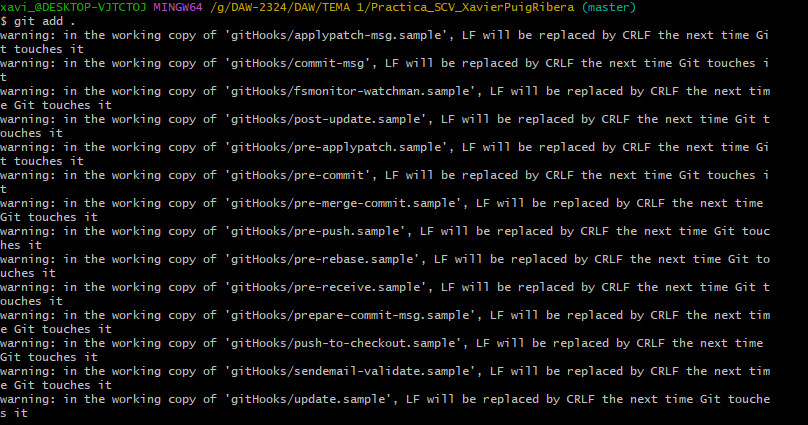 xavi_@DESKTOP-VJTCTOJ MINGW64 /g/DAW-2324/DAW/TEMA 1/Practica_SCV_XavierPuigRibera (master)
$ git add .
warning: in the working copy of 'gitHooks/applypatch-msg.sample', LF will be replaced by CRLF the next time Gi
t touches it
warning: in the working copy of 'gitHooks/commit-msg', LF will be replaced by CRLF the next time Git touches i
t
warning: in the working copy of 'gitHooks/fsmonitor-watchman.sample', LF will be replaced by CRLF the next tim
e Git touches it
warning: in the working copy of 'gitHooks/post-update.sample', LF will be replaced by CRLF the next time Git t
ouches it
warning: in the working copy of 'gitHooks/pre-applypatch.sample', LF will be replaced by CRLF the next time Gi
t touches it
warning: in the working copy of 'gitHooks/pre-commit', LF will be replaced by CRLF the next time Git touches i
t
warning: in the working copy of 'gitHooks/pre-merge-commit.sample', LF will be replaced by CRLF the next time
Git touches it
warning: in the working copy of 'gitHooks/pre-push.sample', LF will be replaced by CRLF the next time Git touc
hes it
warning: in the working copy of 'gitHooks/pre-rebase.sample', LF will be replaced by CRLF the next time Git to
uches it
warning: in the working copy of 'gitHooks/pre-receive.sample', LF will be replaced by CRLF the next time Git t
ouches it
warning: in the working copy of 'gitHooks/prepare-commit-msg.sample', LF will be replaced by CRLF the next tim
e Git touches it
warning: in the working copy of 'gitHooks/push-to-checkout.sample', LF will be replaced by CRLF the next time
Git touches it
warning: in the working copy of 'gitHooks/sendemail-validate.sample', LF will be replaced by CRLF the next tim
e Git touches it
warning: in the working copy of 'gitHooks/update.sample', LF will be replaced by CRLF the next time Git touche
s it